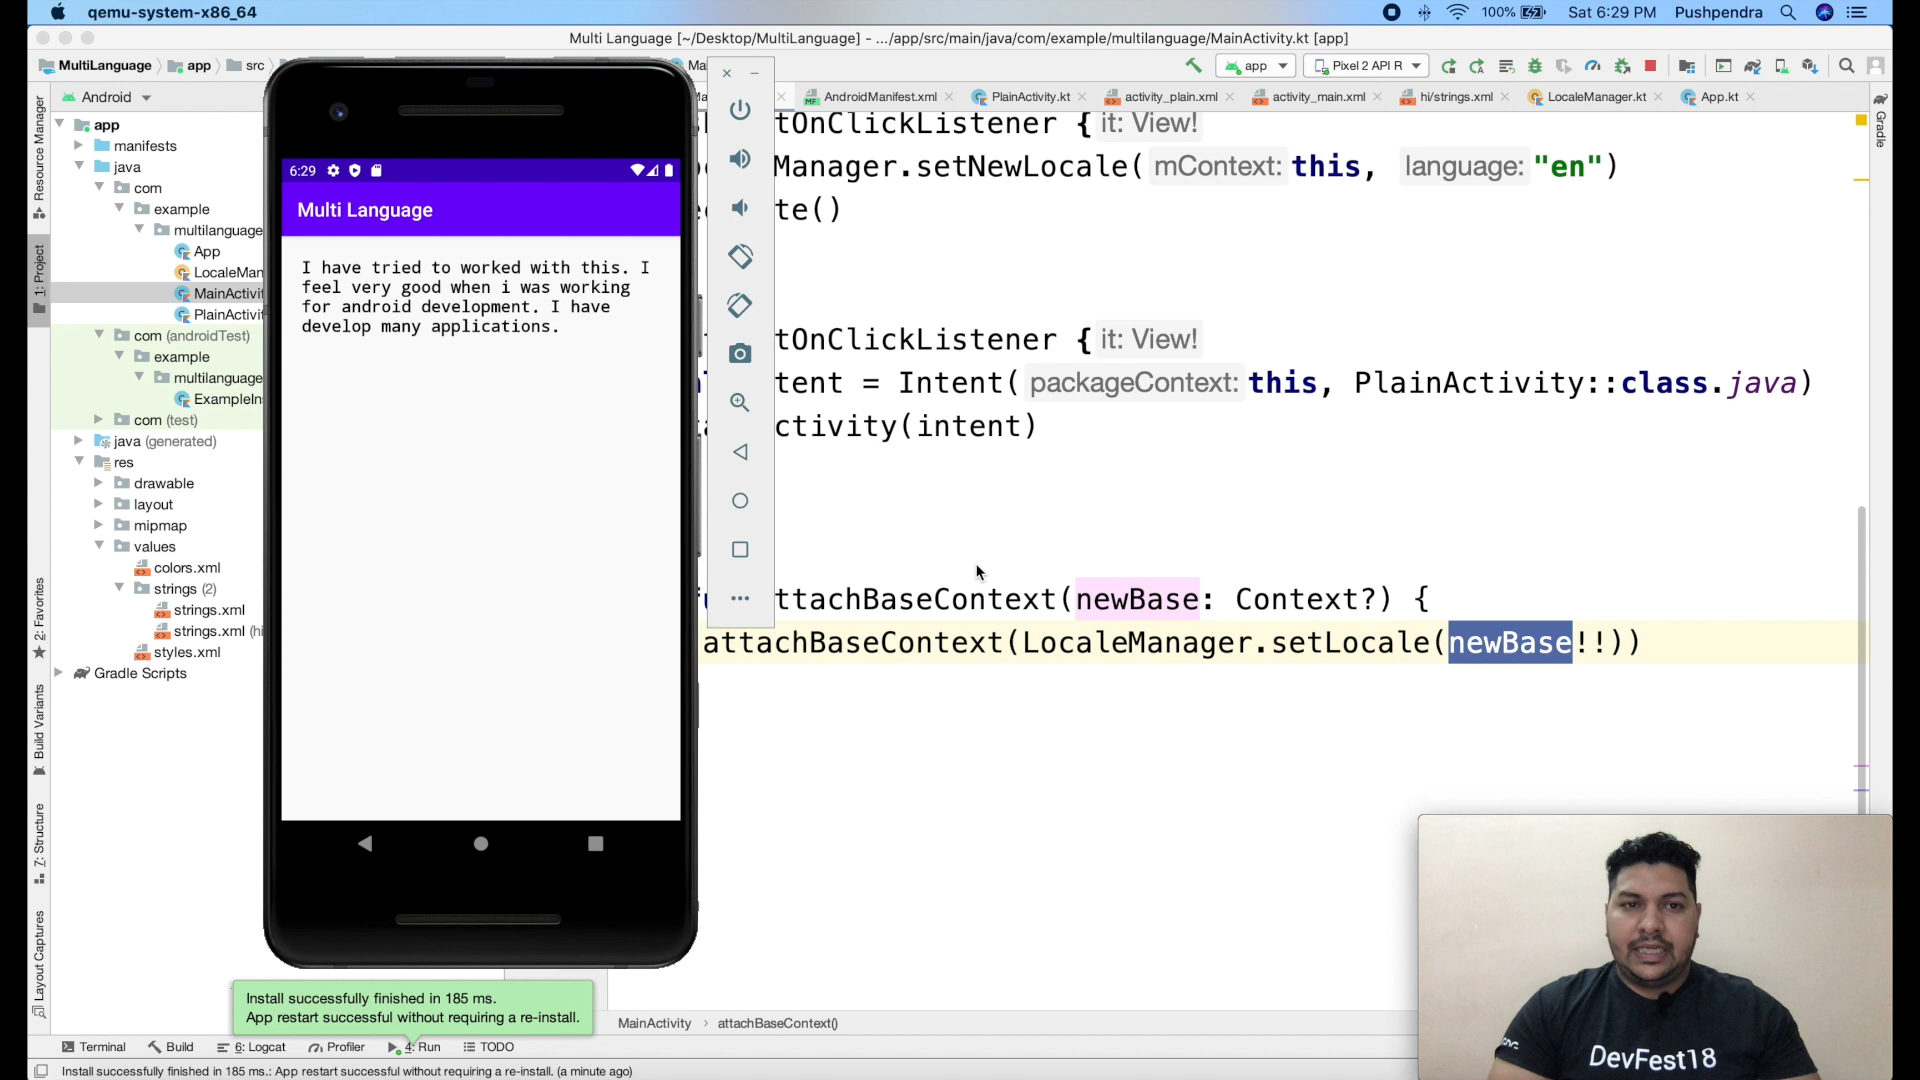 qemu-system-x86_64
100%
Sat 6:29 PM
Pushpendra
Multi Language [~/Desktop/MultiLanguage] - .../app/src/main/java/com/example/multilanguage/MainActivity.kt [app]
MultiLanguage
app
src
app
Pixel 2 API R
Android
AndroidManifest.xml
PlainActivity.kt
activity_plain.xml
activity_main.xml
hi/strings.xml
LocaleManager.kt
App.kt
Resource Manager
1: Project
2: Favorites
Build Variants
7: Structure
Layout Captures
Gradle
app
manifests
java
com
example
multilanguage
App
LocaleMan
MainActivit
PlainActivit
com (androidTest)
example
multilanguage
ExampleIns
com (test)
java (generated)
res
drawable
layout
mipmap
values
colors.xml
strings (2)
strings.xml
strings.xml (hi
styles.xml
Gradle Scripts
6:29
Multi Language
I have tried to worked with this. I
feel very good when i was working
for android development. I have
develop many applications.
tOnClickListener { it: View!
Manager.setNewLocale( mContext: this, language: "en")
te()
tOnClickListener { it: View!
tent = Intent( packageContext: this, PlainActivity::class.java)
ctivity(intent)
ttachBaseContext(newBase: Context?) {
attachBaseContext(LocaleManager.setLocale(newBase!!))
Install successfully finished in 185 ms.
App restart successful without requiring a re-install.
MainActivity
attachBaseContext()
Terminal
Build
6: Logcat
Profiler
4: Run
TODO
Install successfully finished in 185 ms.: App restart successful without requiring a re-install. (a minute ago)
DevFest18